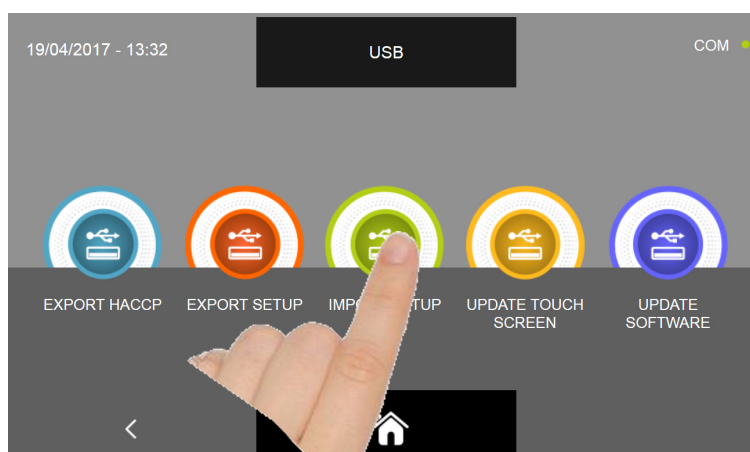 19/04/2017 - 13:32
USB
COM
EXPORT HACCP
EXPORT SETUP
UPDATE TOUCH
SCREEN
UPDATE
SOFTWARE